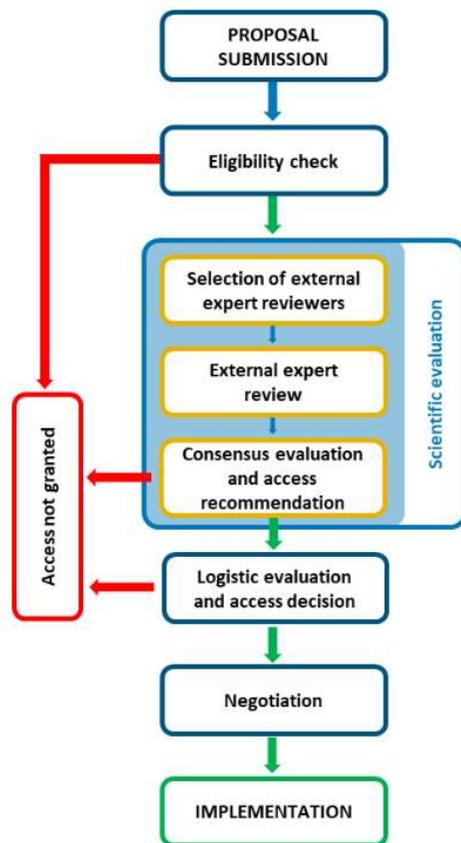 PROPOSAL
SUBMISSION
Eligibility check
Selection of external
expert reviewers
External expert
review
Consensus evaluation
and access
recommendation
Scientific evaluation
Access not granted
Logistic evaluation
and access decision
Negotiation
IMPLEMENTATION